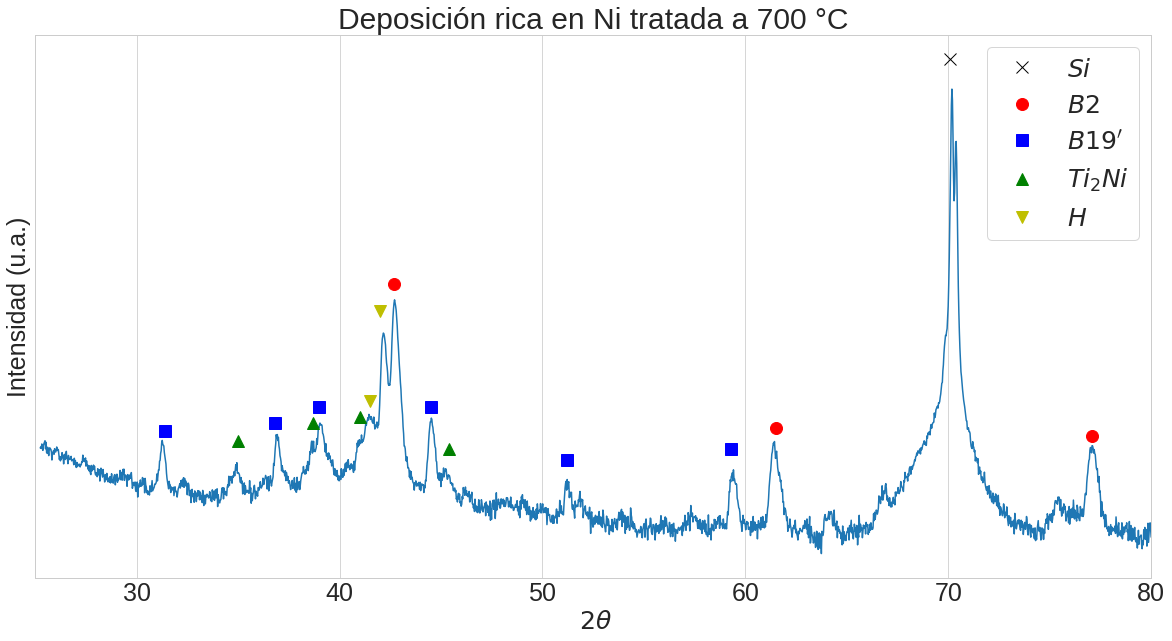 Deposición rica en Ni tratada a 700 °C
Intensidad (u.a.)
Si
B2
B19′
Ti₂Ni
H
30 40 50 60 70 80
2θ